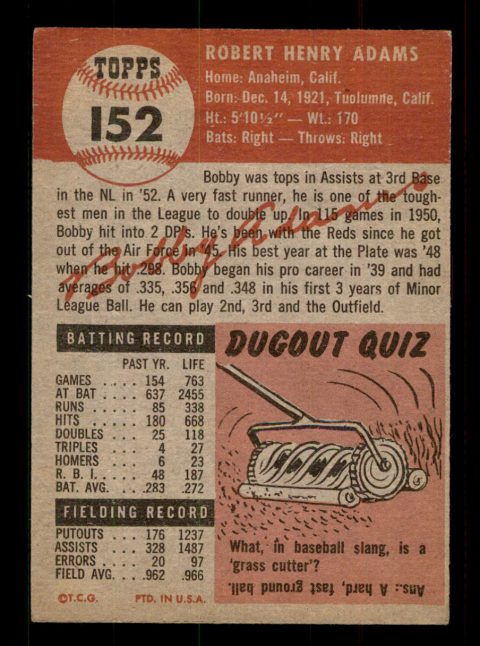 TOPPS
152
ROBERT HENRY ADAMS
Home: Anaheim, Calif.
Born: Dec. 14, 1921, Tuolumne, Calif.
Ht.: 5'10½" — Wt.: 170
Bats: Right — Throws: Right
Bobby was tops in Assists at 3rd Base
in the NL in '52. A very fast runner, he is one of the tough-
est men in the League to double up. In 115 games in 1950,
Bobby hit into 2 DP's. He's been with the Reds since he got
out of the Air Force in '45. His best year at the Plate was '48
when he hit .298. Bobby began his pro career in '39 and had
averages of .335, .356 and .348 in his first 3 years of Minor
League Ball. He can play 2nd, 3rd and the Outfield.
Bobby Adams
BATTING RECORD
PAST YR. LIFE
GAMES .... 154 763
AT BAT .... 637 2455
RUNS .... 85 338
HITS .... 180 668
DOUBLES ... 25 118
TRIPLES ... 4 27
HOMERS ... 6 23
R. B. I. .... 48 187
BAT. AVG. ... .283 .272
FIELDING RECORD
PUTOUTS ... 176 1237
ASSISTS ... 328 1487
ERRORS ... 20 97
FIELD AVG. .. .962 .966
©T.C.G. PTD. IN U.S.A.
DUGOUT QUIZ
What, in baseball slang, is a
'grass cutter'?
Ans.: A hard, fast, ground ball.